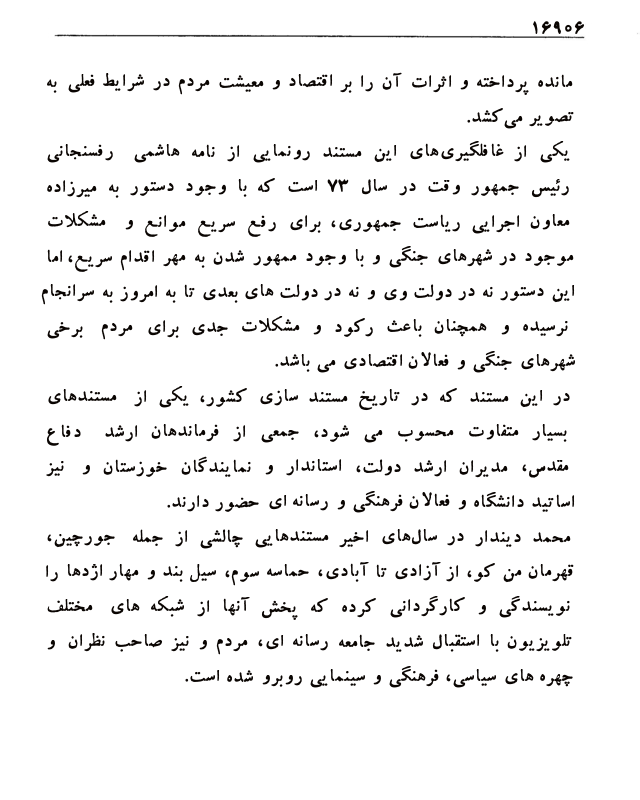 ۱۶۹۰۶
مانده پرداخته و اثرات آن را بر اقتصاد و معیشت مردم در شرایط فعلی به
تصویر می‌کشد.
یکی از غافلگیری‌های این مستند رونمایی از نامه هاشمی رفسنجانی
رئیس جمهور وقت در سال ۷۳ است که با وجود دستور به میرزاده
معاون اجرایی ریاست جمهوری، برای رفع سریع موانع و مشکلات
موجود در شهرهای جنگی و با وجود ممهور شدن به مهر اقدام سریع، اما
این دستور نه در دولت وی و نه در دولت های بعدی تا به امروز به سرانجام
نرسیده و همچنان باعث رکود و مشکلات جدی برای مردم برخی
شهرهای جنگی و فعالان اقتصادی می باشد.
در این مستند که در تاریخ مستند سازی کشور، یکی از مستندهای
بسیار متفاوت محسوب می شود، جمعی از فرماندهان ارشد دفاع
مقدس، مدیران ارشد دولت، استاندار و نمایندگان خوزستان و نیز
اساتید دانشگاه و فعالان فرهنگی و رسانه ای حضور دارند.
محمد دیندار در سال‌های اخیر مستندهایی چالشی از جمله جورچین،
قهرمان من کو، از آزادی تا آبادی، حماسه سوم، سیل بند و مهار اژدها را
نویسندگی و کارگردانی کرده که پخش آنها از شبکه های مختلف
تلویزیون با استقبال شدید جامعه رسانه ای، مردم و نیز صاحب نظران و
چهره های سیاسی، فرهنگی و سینمایی روبرو شده است.